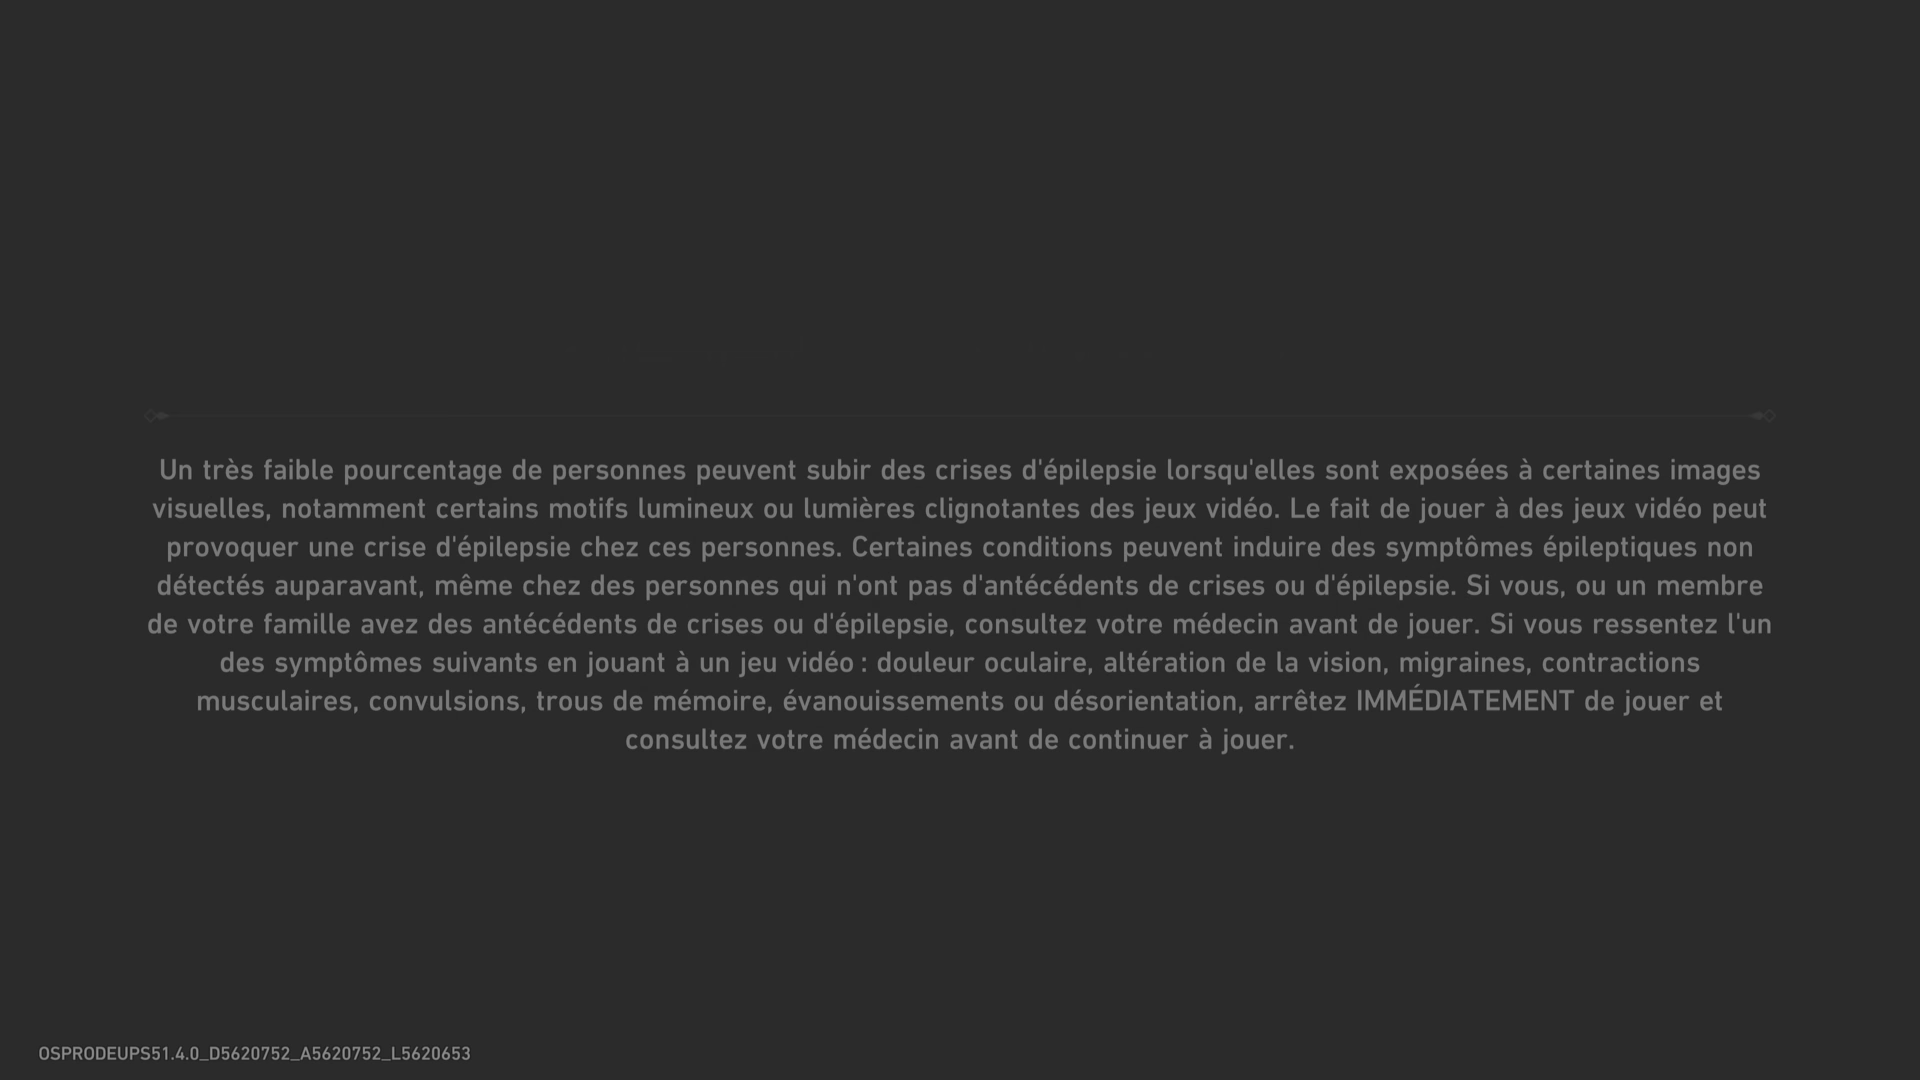 Un très faible pourcentage de personnes peuvent subir des crises d'épilepsie lorsqu'elles sont exposées à certaines images
visuelles, notamment certains motifs lumineux ou lumières clignotantes des jeux vidéo. Le fait de jouer à des jeux vidéo peut
provoquer une crise d'épilepsie chez ces personnes. Certaines conditions peuvent induire des symptômes épileptiques non
détectés auparavant, même chez des personnes qui n'ont pas d'antécédents de crises ou d'épilepsie. Si vous, ou un membre
de votre famille avez des antécédents de crises ou d'épilepsie, consultez votre médecin avant de jouer. Si vous ressentez l'un
des symptômes suivants en jouant à un jeu vidéo : douleur oculaire, altération de la vision, migraines, contractions
musculaires, convulsions, trous de mémoire, évanouissements ou désorientation, arrêtez IMMÉDIATEMENT de jouer et
consultez votre médecin avant de continuer à jouer.
OSPRODEUPS51.4.0_D5620752_A5620752_L5620653